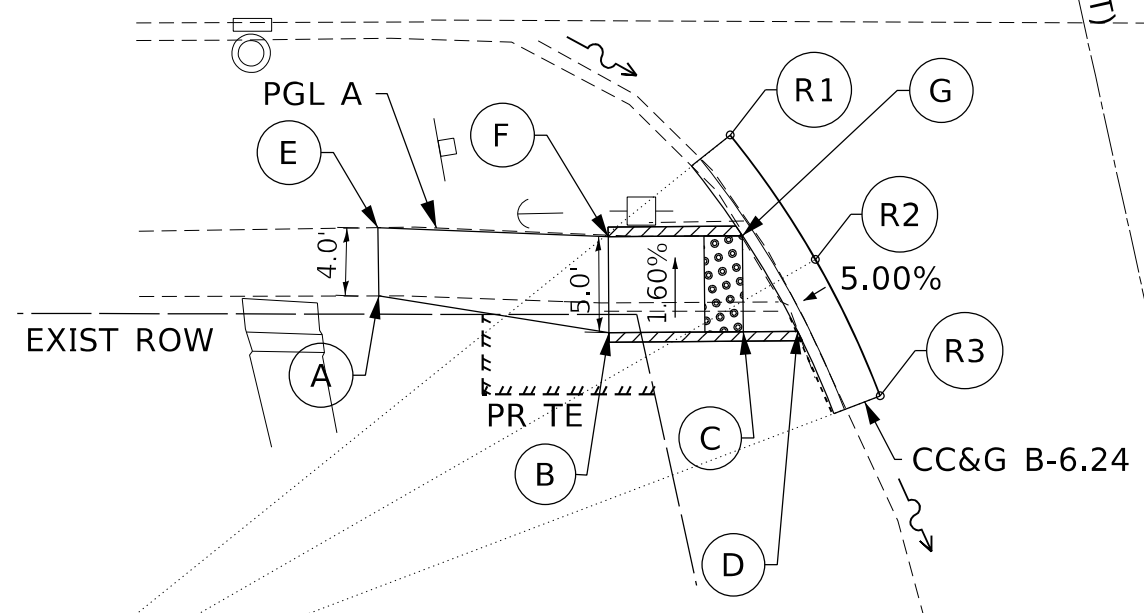 T)
R1
PGL A
G
F
E
R2
4.0'
5.0'
1.60%
5.00%
EXIST ROW
R3
A
PR TE
C
B
CC&G B-6.24
D